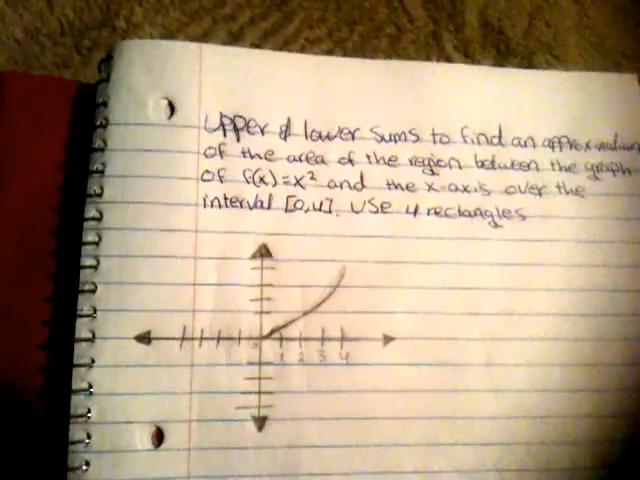 Upper & lower sums to find an approximation
of the area of the region between the graph
of f(x)=x² and the x-axis over the
interval [0,4]. Use 4 rectangles
1 2 3 4